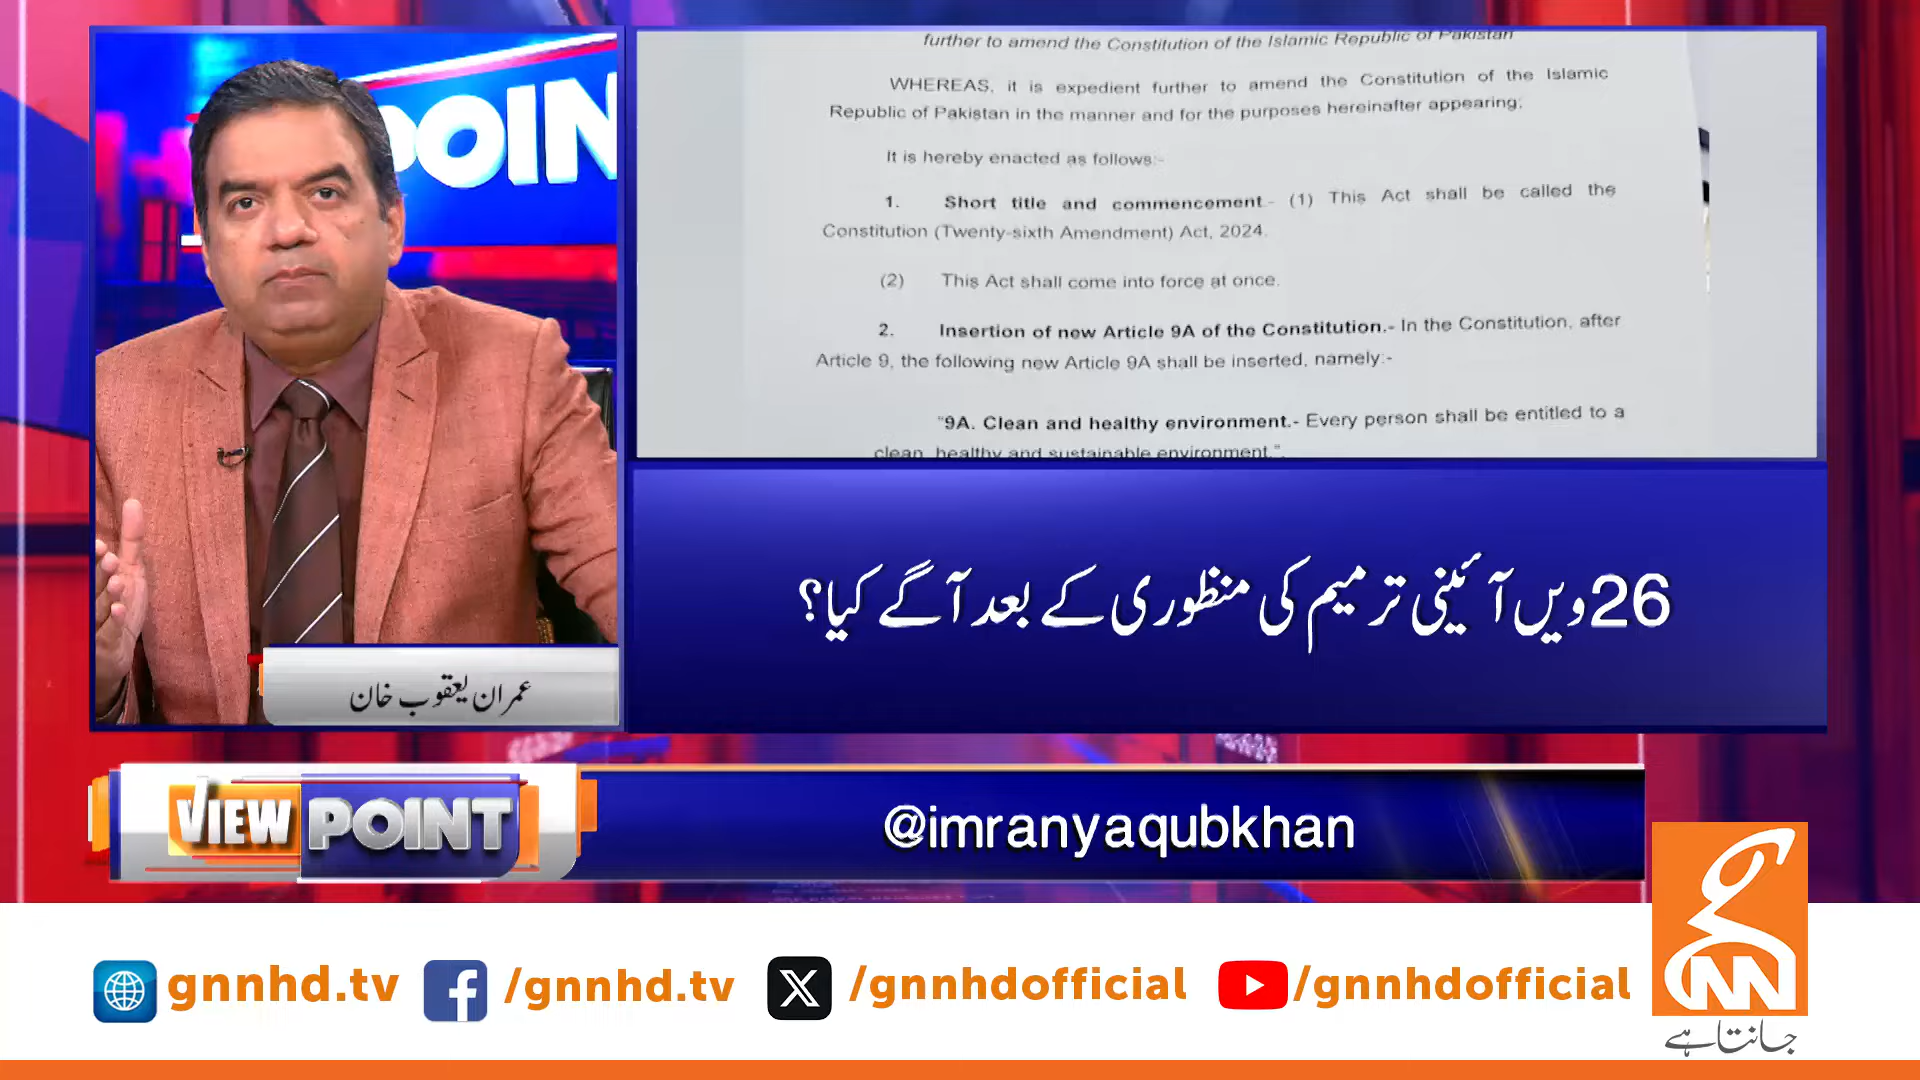 POIN
further to amend the Constitution of the Islamic Republic of Pakistan
WHEREAS, it is expedient further to amend the Constitution of the Islamic
Republic of Pakistan in the manner and for the purposes hereinafter appearing;
It is hereby enacted as follows:-
1. Short title and commencement.- (1) This Act shall be called the
Constitution (Twenty-sixth Amendment) Act, 2024.
(2) This Act shall come into force at once.
2. Insertion of new Article 9A of the Constitution.- In the Constitution, after
Article 9, the following new Article 9A shall be inserted, namely:-
"9A. Clean and healthy environment.- Every person shall be entitled to a
clean, healthy and sustainable environment."
26ویں آئینی ترمیم کی منظوری کے بعد آگے کیا؟
عمران یعقوب خان
VIEW POINT
@imranyaqubkhan
gnnhd.tv /gnnhd.tv /gnnhdofficial /gnnhdofficial
GNN
جانتا ہے